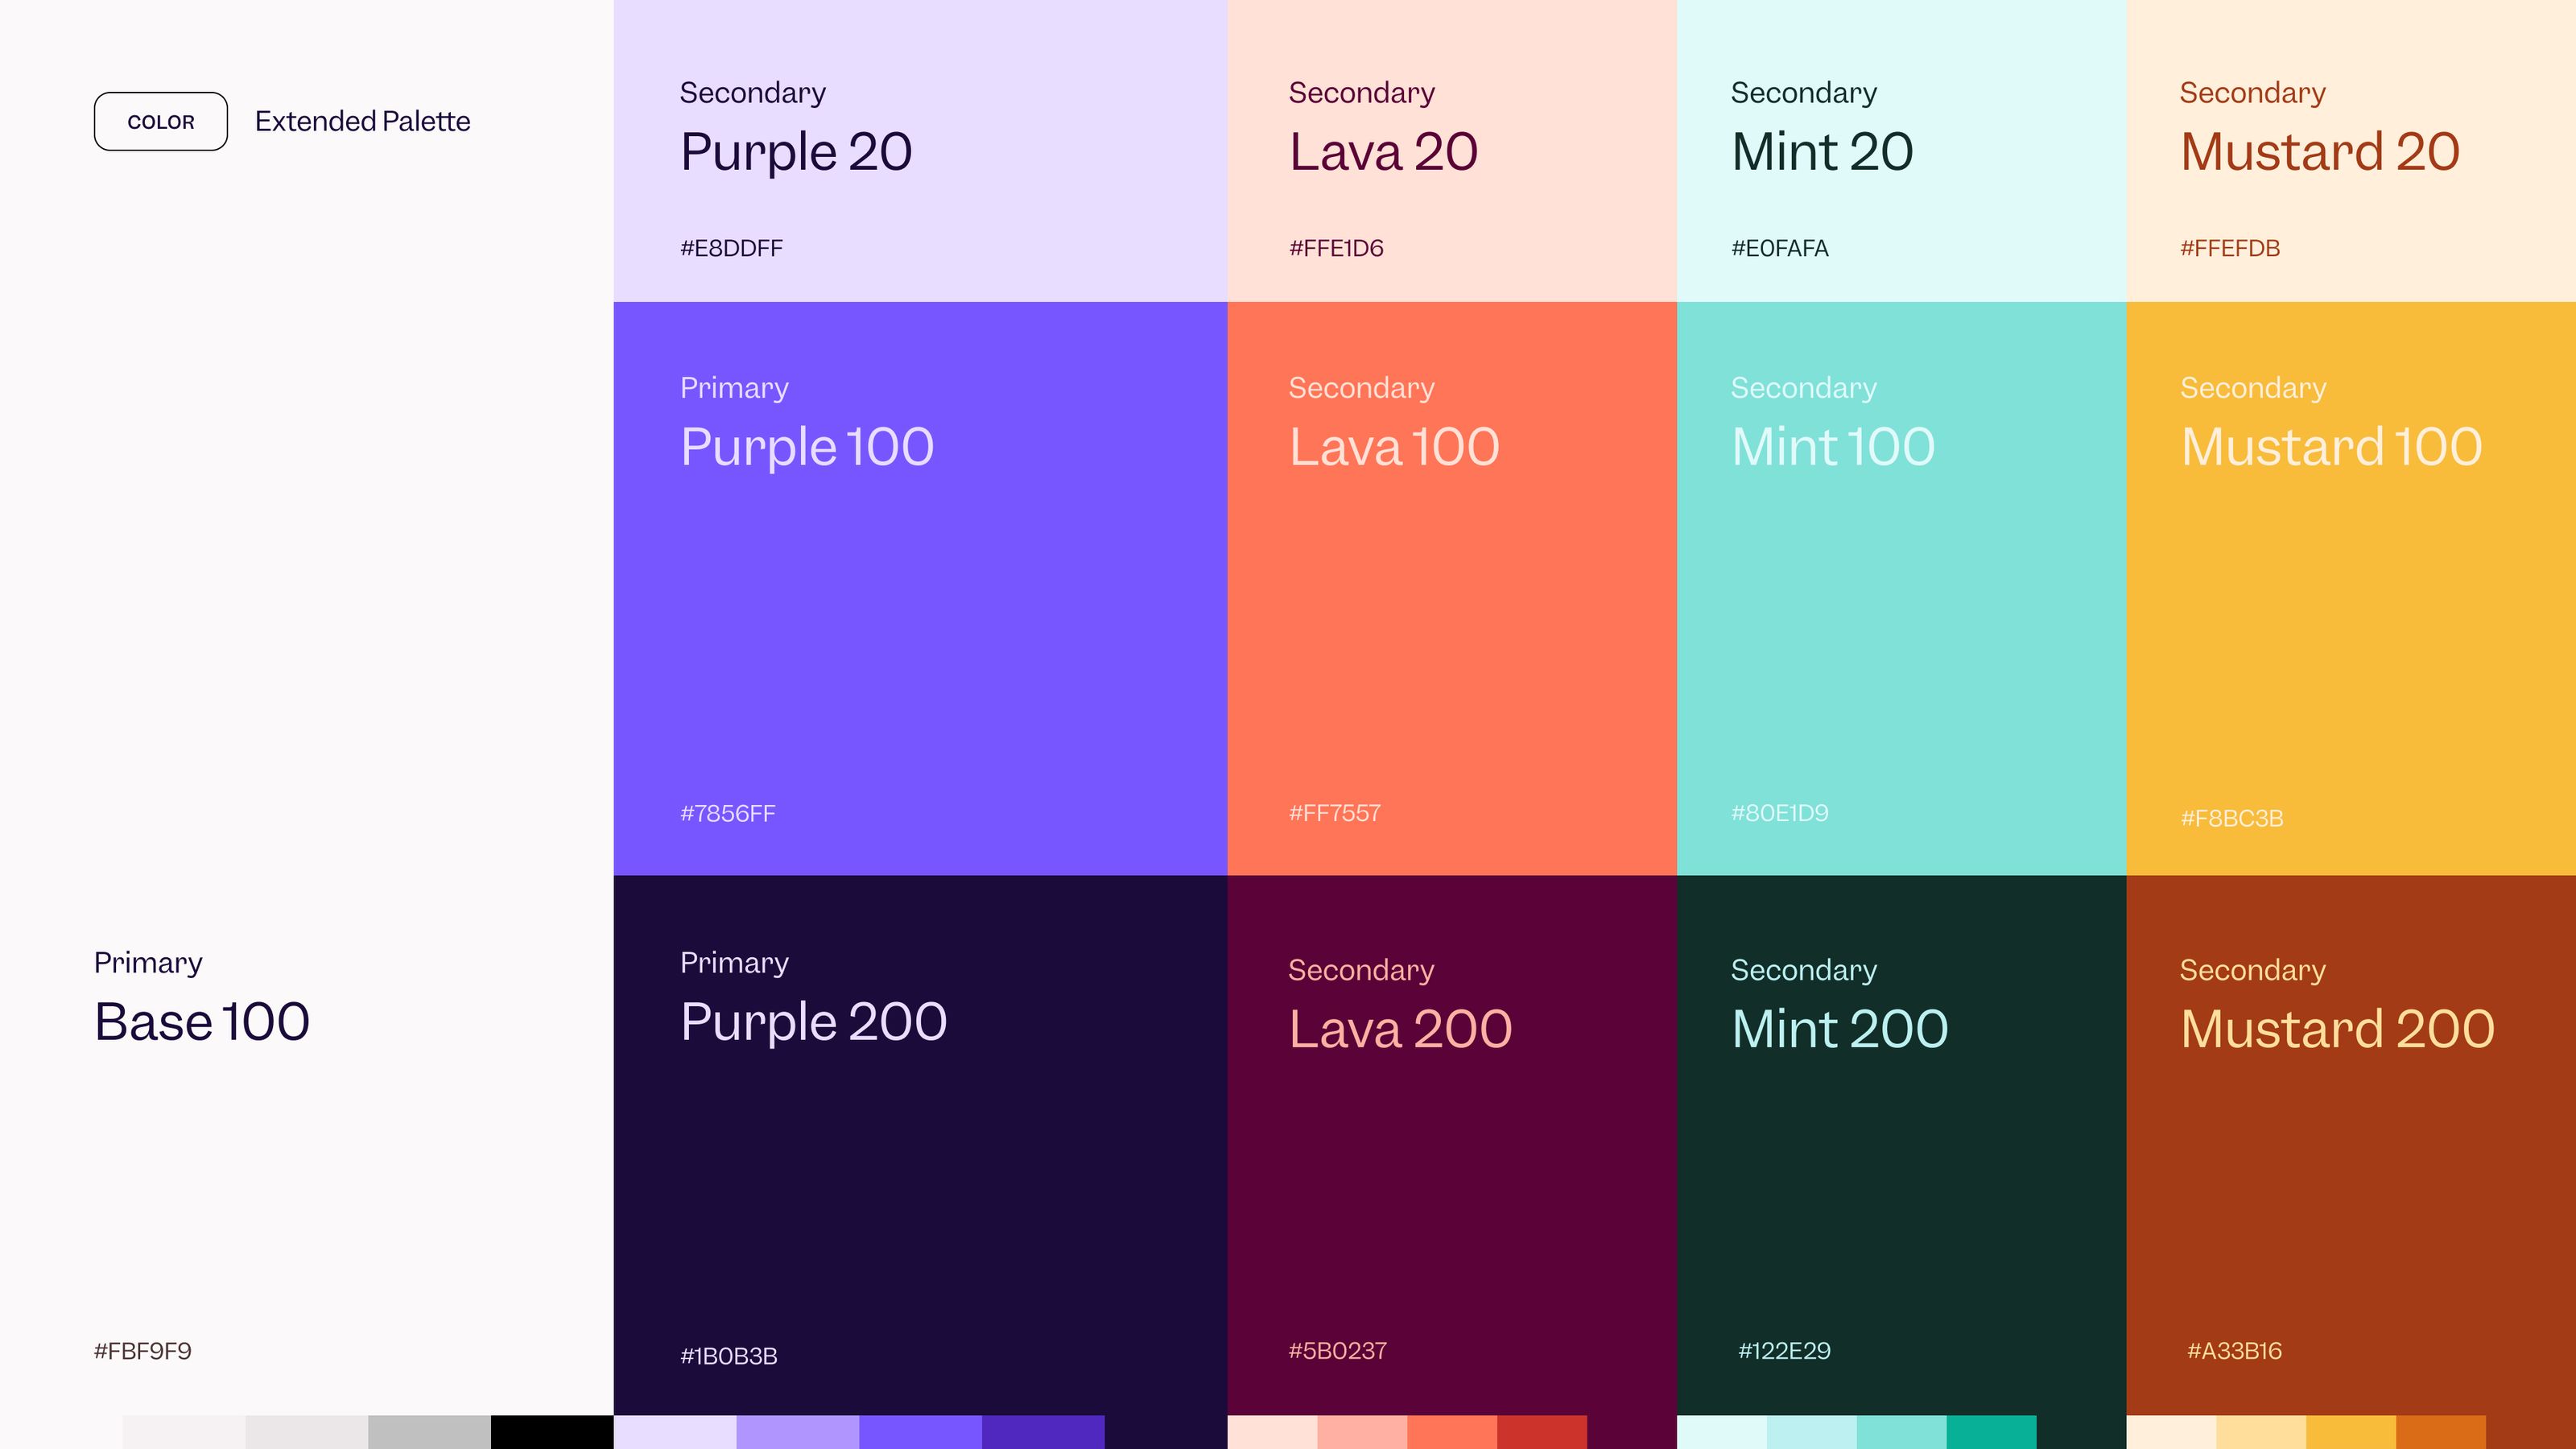 COLOR
Extended Palette
Primary
Base 100
#FBF9F9
Secondary
Purple 20
#E8DDFF
Primary
Purple 100
#7856FF
Primary
Purple 200
#1B0B3B
Secondary
Lava 20
#FFE1D6
Secondary
Lava 100
#FF7557
Secondary
Lava 200
#5B0237
Secondary
Mint 20
#E0FAFA
Secondary
Mint 100
#80E1D9
Secondary
Mint 200
#122E29
Secondary
Mustard 20
#FFEFDB
Secondary
Mustard 100
#F8BC3B
Secondary
Mustard 200
#A33B16